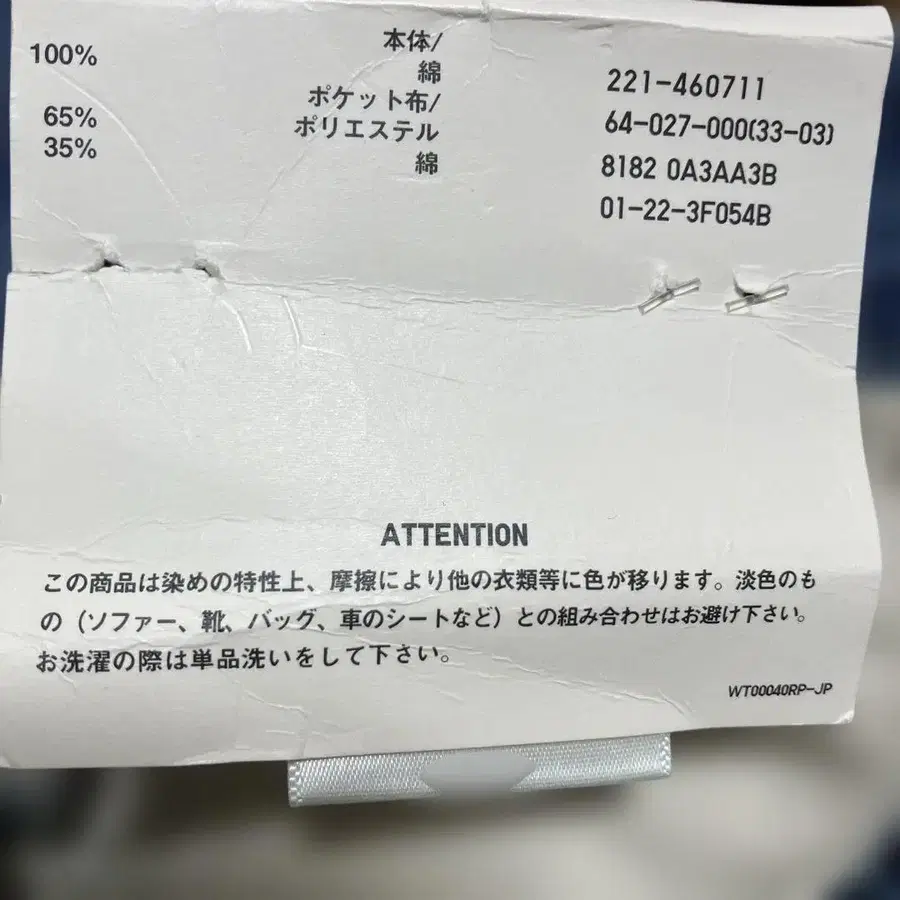 本体/
100% 綿
ポケット布/
65% ポリエステル
35% 綿
221-460711
64-027-000(33-03)
8182 0A3AA3B
01-22-3F054B
ATTENTION
この商品は染めの特性上、摩擦により他の衣類等に色が移ります。淡色のも
の（ソファー、靴、バッグ、車のシートなど）との組み合わせはお避け下さい。
お洗濯の際は単品洗いをして下さい。
WT00040RP-JP